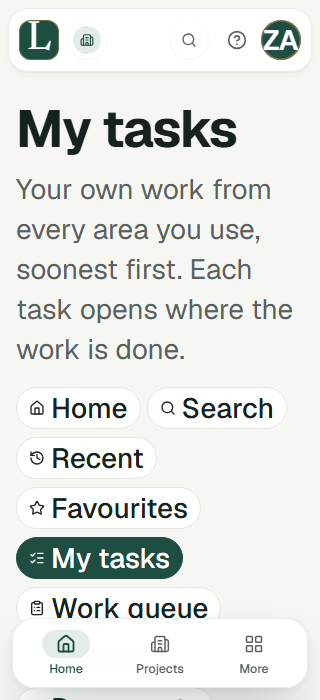 L
ZA
My tasks
Your own work from
every area you use,
soonest first. Each
task opens where the
work is done.
Home
Search
Recent
Favourites
My tasks
Work queue
Home
Projects
More